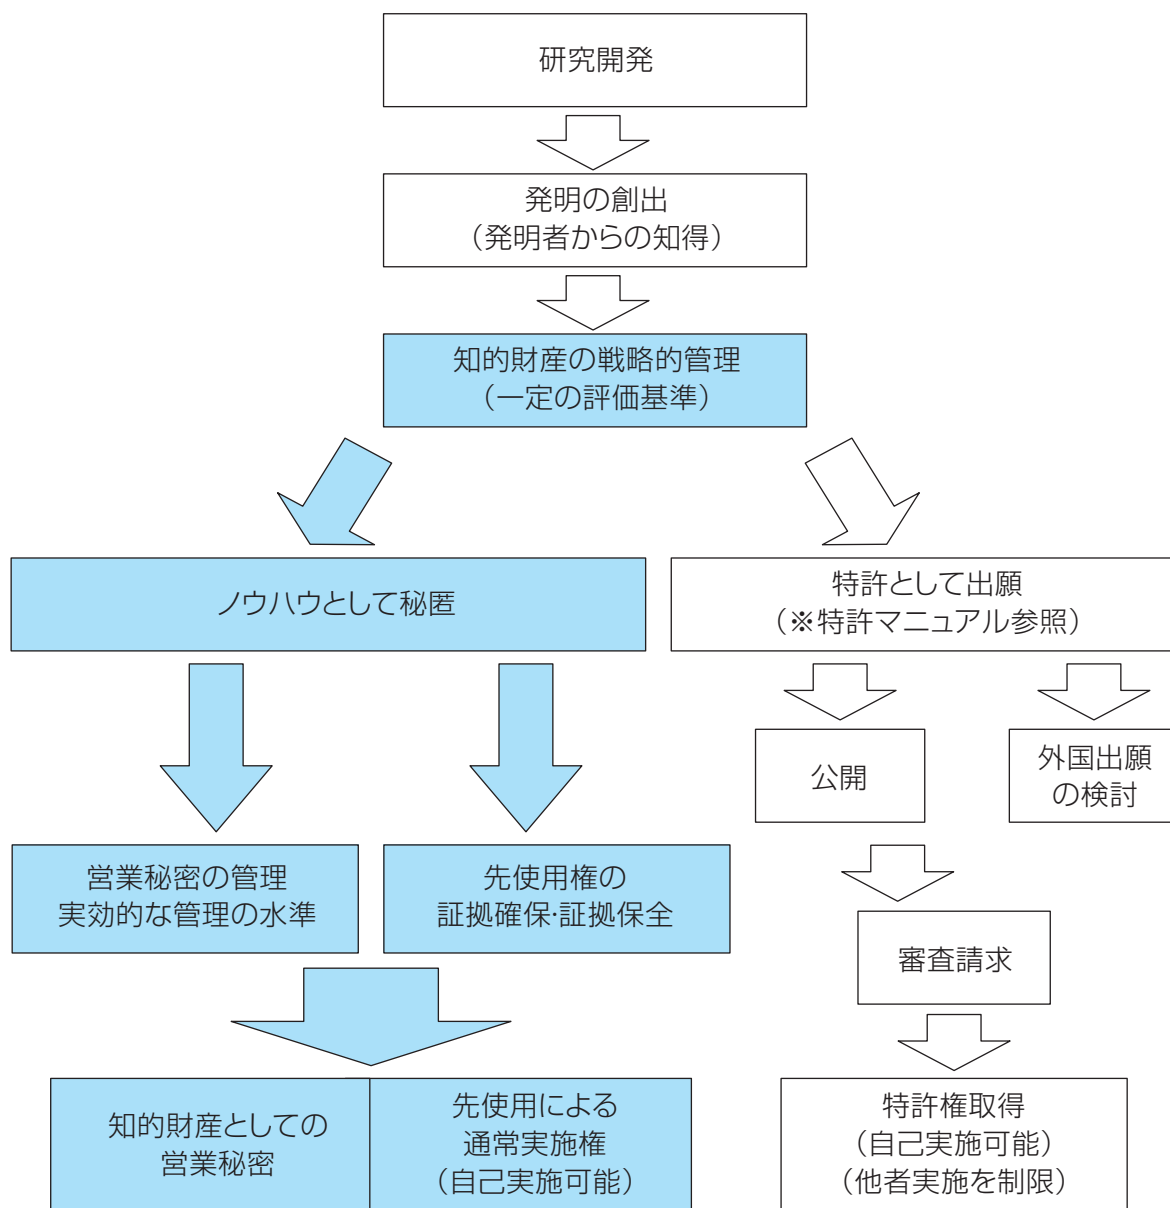 研究開発
発明の創出
（発明者からの知得）
知的財産の戦略的管理
（一定の評価基準）
ノウハウとして秘匿
特許として出願
（※特許マニュアル参照）
公開
外国出願
の検討
営業秘密の管理
実効的な管理の水準
先使用権の
証拠確保･証拠保全
審査請求
知的財産としての
営業秘密
先使用による
通常実施権
（自己実施可能）
特許権取得
（自己実施可能）
（他者実施を制限）